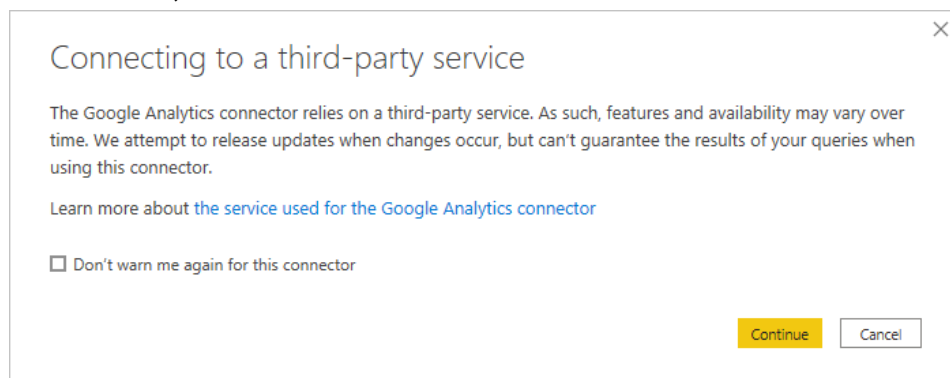 Connecting to a third-party service
The Google Analytics connector relies on a third-party service. As such, features and availability may vary over
time. We attempt to release updates when changes occur, but can't guarantee the results of your queries when
using this connector.
Learn more about the service used for the Google Analytics connector
Don't warn me again for this connector
Continue Cancel